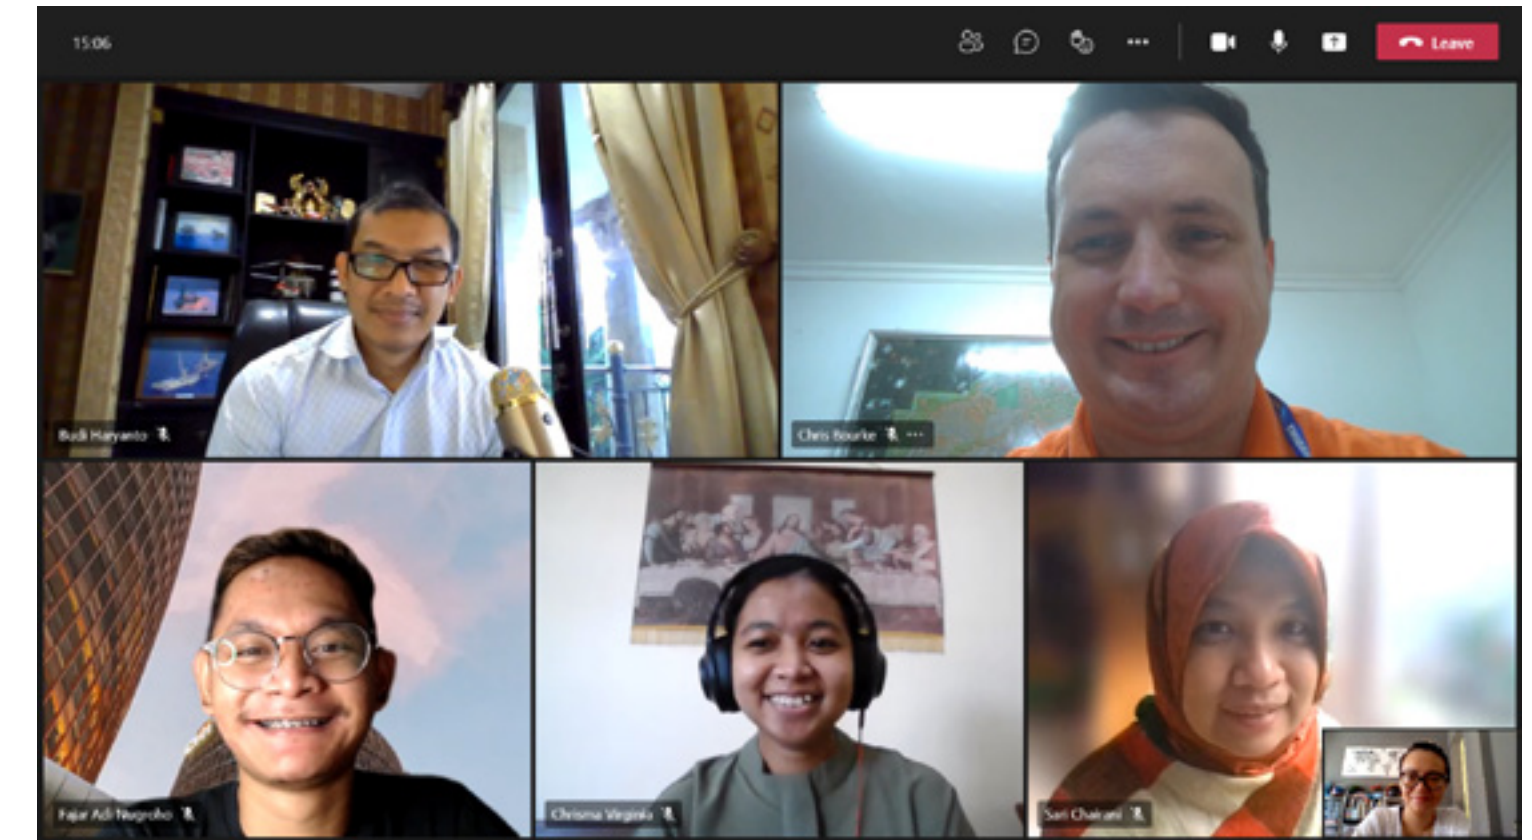 15:06
Leave
Budi Haryanto
Chris Bourke
Fajar Adi Nugroho
Chrisma Virginia
Sari Chairani